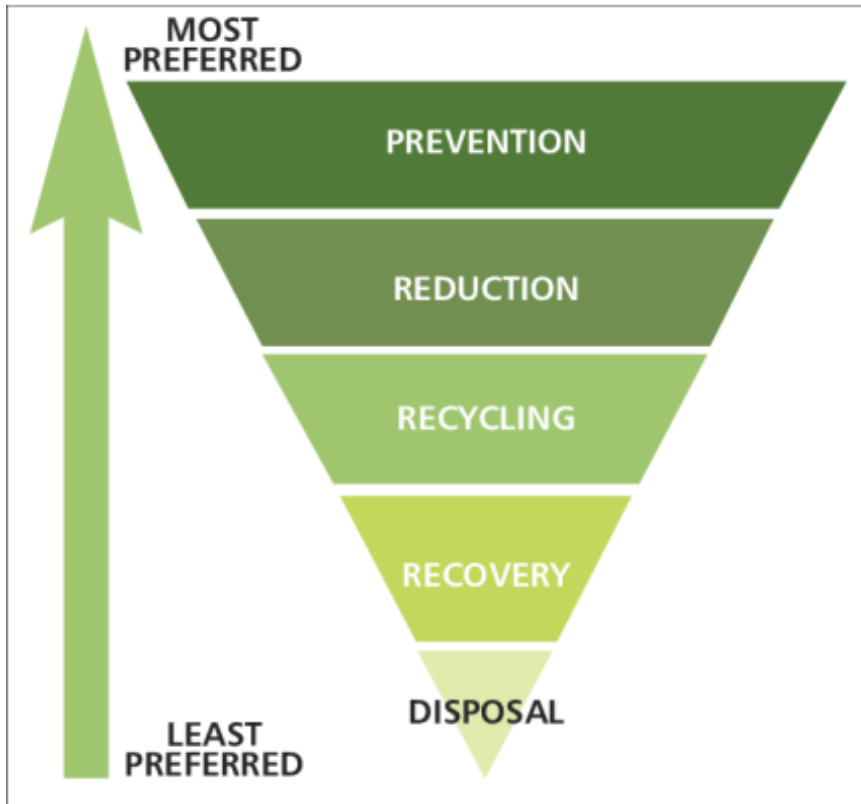 MOST
PREFERRED
PREVENTION
REDUCTION
RECYCLING
RECOVERY
DISPOSAL
LEAST
PREFERRED